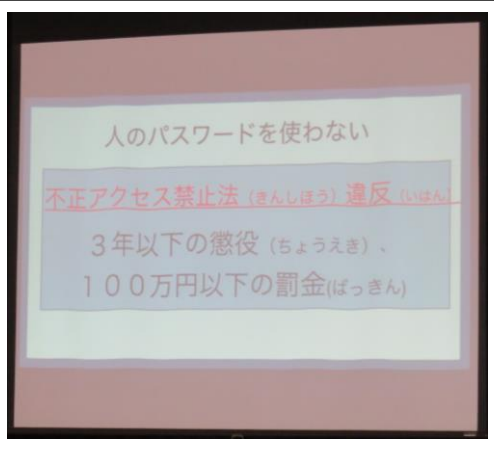 人のパスワードを使わない
不正アクセス禁止法（きんしほう）違反（いはん）
３年以下の懲役（ちょうえき）、
１００万円以下の罰金(ばっきん)